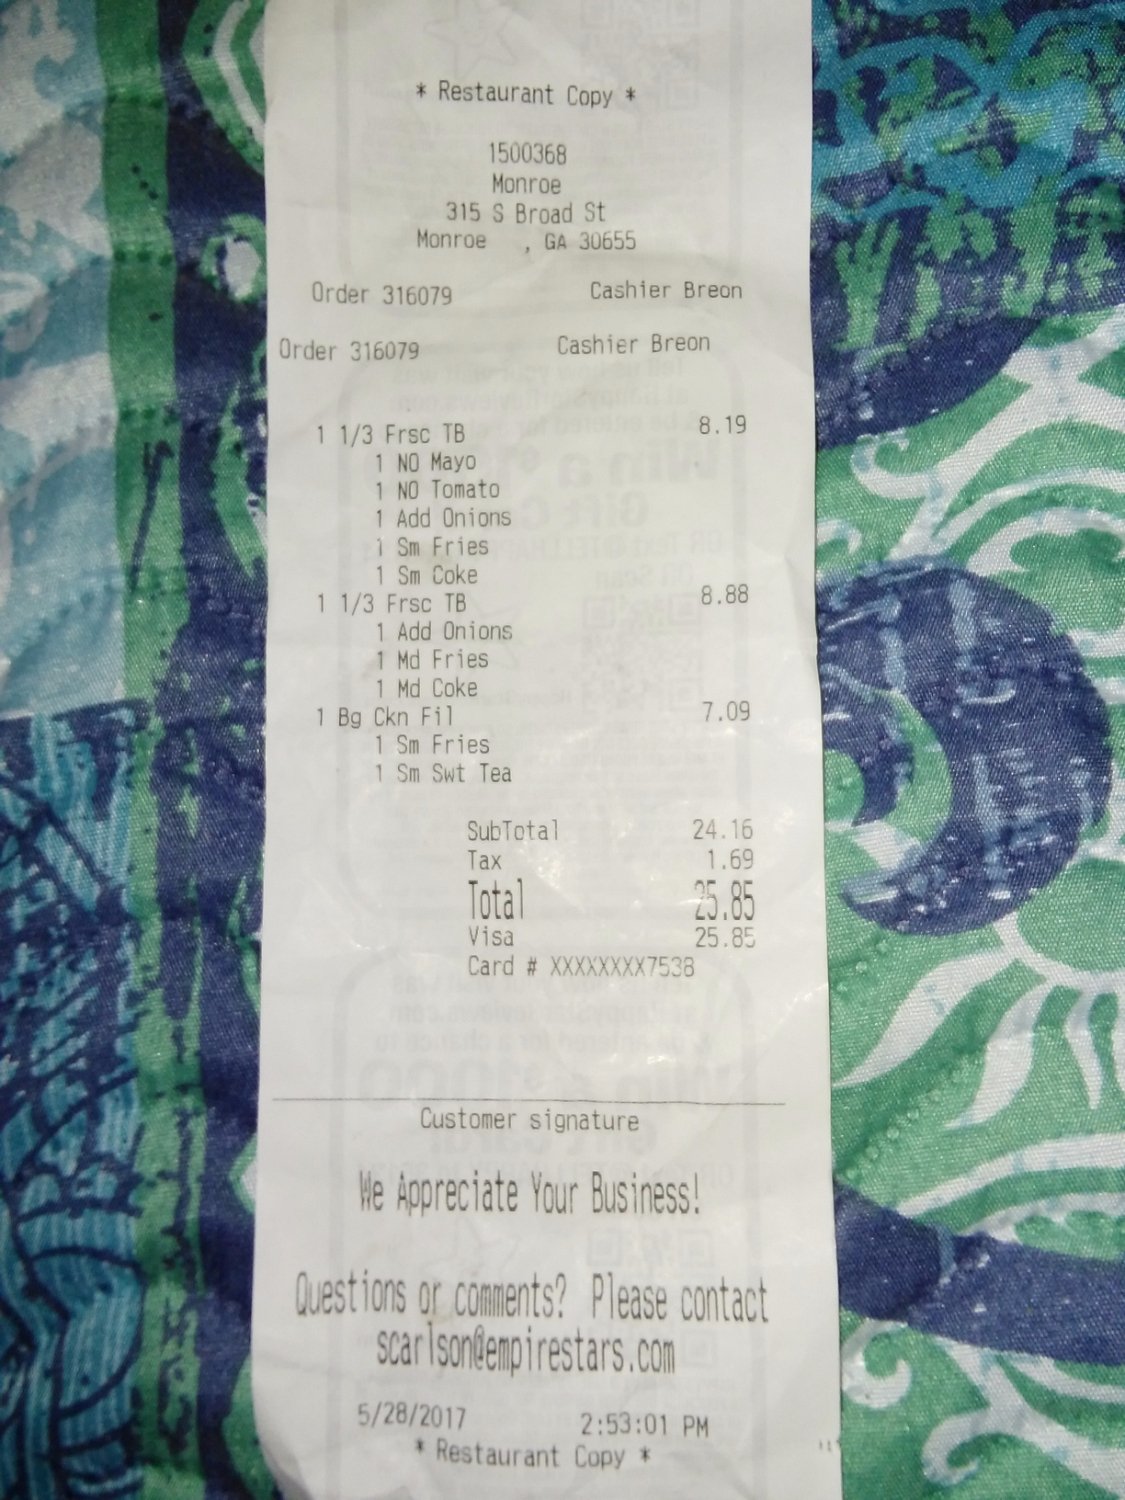 * Restaurant Copy *
1500368
Monroe
315 S Broad St
Monroe , GA 30655
Order 316079 Cashier Breon
Order 316079 Cashier Breon
1 1/3 Frsc TB 8.19
1 NO Mayo
1 NO Tomato
1 Add Onions
1 Sm Fries
1 Sm Coke
1 1/3 Frsc TB 8.88
1 Add Onions
1 Md Fries
1 Md Coke
1 Bg Ckn Fil 7.09
1 Sm Fries
1 Sm Swt Tea
SubTotal 24.16
Tax 1.69
Total 25.85
Visa 25.85
Card # XXXXXXXX7538
Customer signature
We Appreciate Your Business!
Questions or comments? Please contact
scarlson@empirestars.com
5/28/2017 2:53:01 PM
* Restaurant Copy *